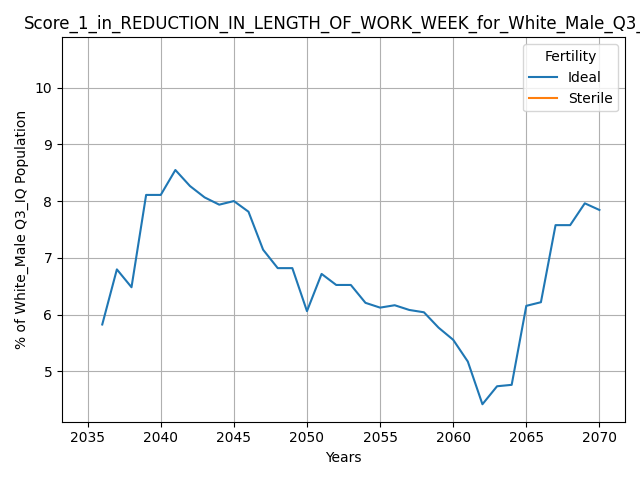 Score_1_in_REDUCTION_IN_LENGTH_OF_WORK_WEEK_for_White_Male_Q3_
Fertility
Ideal
Sterile
% of White_Male Q3_IQ Population
10
9
8
7
6
5
2035 2040 2045 2050 2055 2060 2065 2070
Years